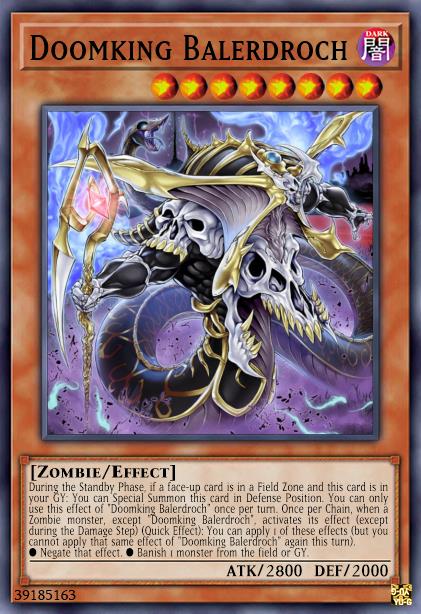 Doomking Balerdroch
DARK
闇
[Zombie/Effect]
During the Standby Phase, if a face-up card is in a Field Zone and this card is in
your GY: You can Special Summon this card in Defense Position. You can only
use this effect of "Doomking Balerdroch" once per turn. Once per Chain, when a
Zombie monster, except "Doomking Balerdroch", activates its effect (except
during the Damage Step) (Quick Effect): You can apply 1 of these effects (but you
cannot apply that same effect of "Doomking Balerdroch" again this turn).
● Negate that effect. ● Banish 1 monster from the field or GY.
ATK/2800 DEF/2000
39185163